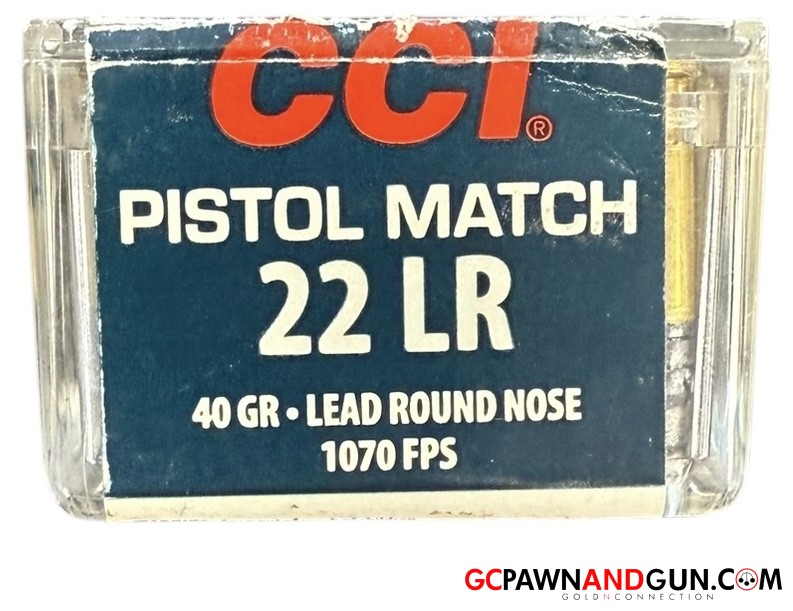 CCI®
PISTOL MATCH
22 LR
40 GR • LEAD ROUND NOSE
1070 FPS
GCPAWNANDGUN.COM
GOLDNCONNECTION